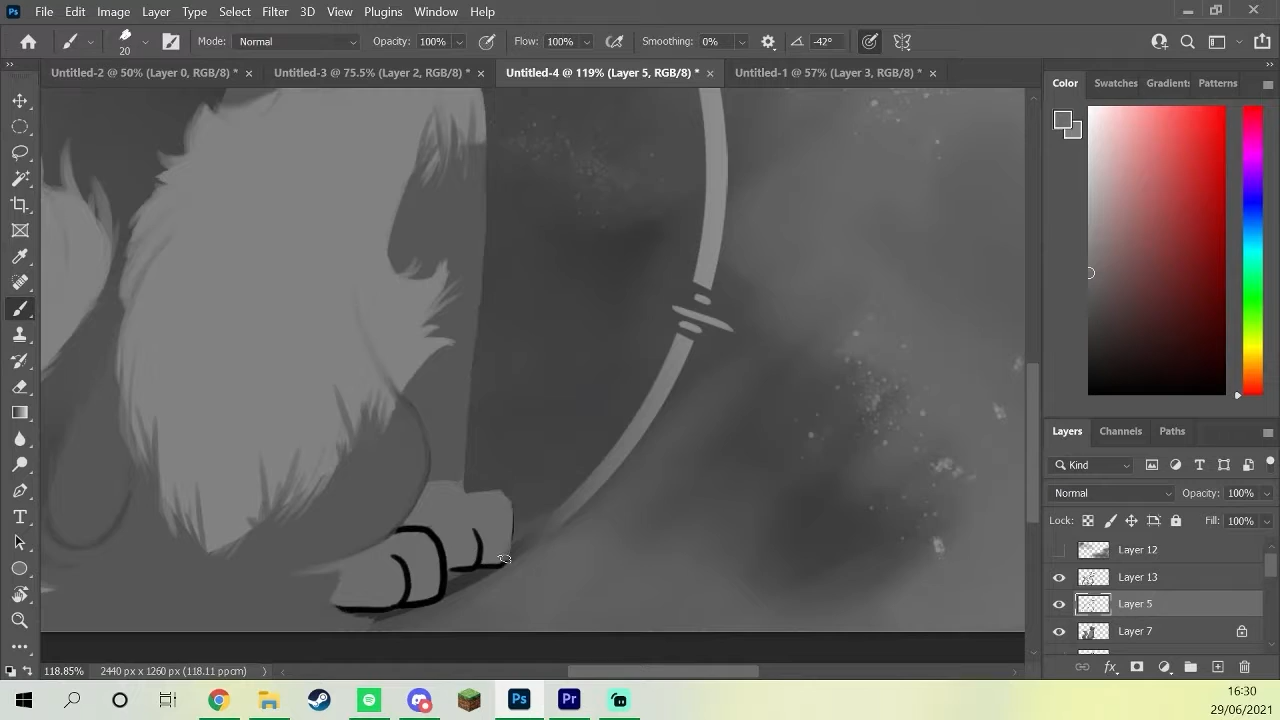 Ps File Edit Image Layer Type Select Filter 3D View Plugins Window Help
20 Mode: Normal Opacity: 100% Flow: 100% Smoothing: 0% -42°
Untitled-2 @ 50% (Layer 0, RGB/8) * × Untitled-3 @ 75.5% (Layer 2, RGB/8) * × Untitled-4 @ 119% (Layer 5, RGB/8) * × Untitled-1 @ 57% (Layer 3, RGB/8) * ×
Color Swatches Gradient: Patterns
Layers Channels Paths
Kind
Normal Opacity: 100%
Lock: Fill: 100%
Layer 12
Layer 13
Layer 5
Layer 7
118.85% 2440 px x 1260 px (118.11 ppcm)
Ps Pr
16:30
29/06/2021